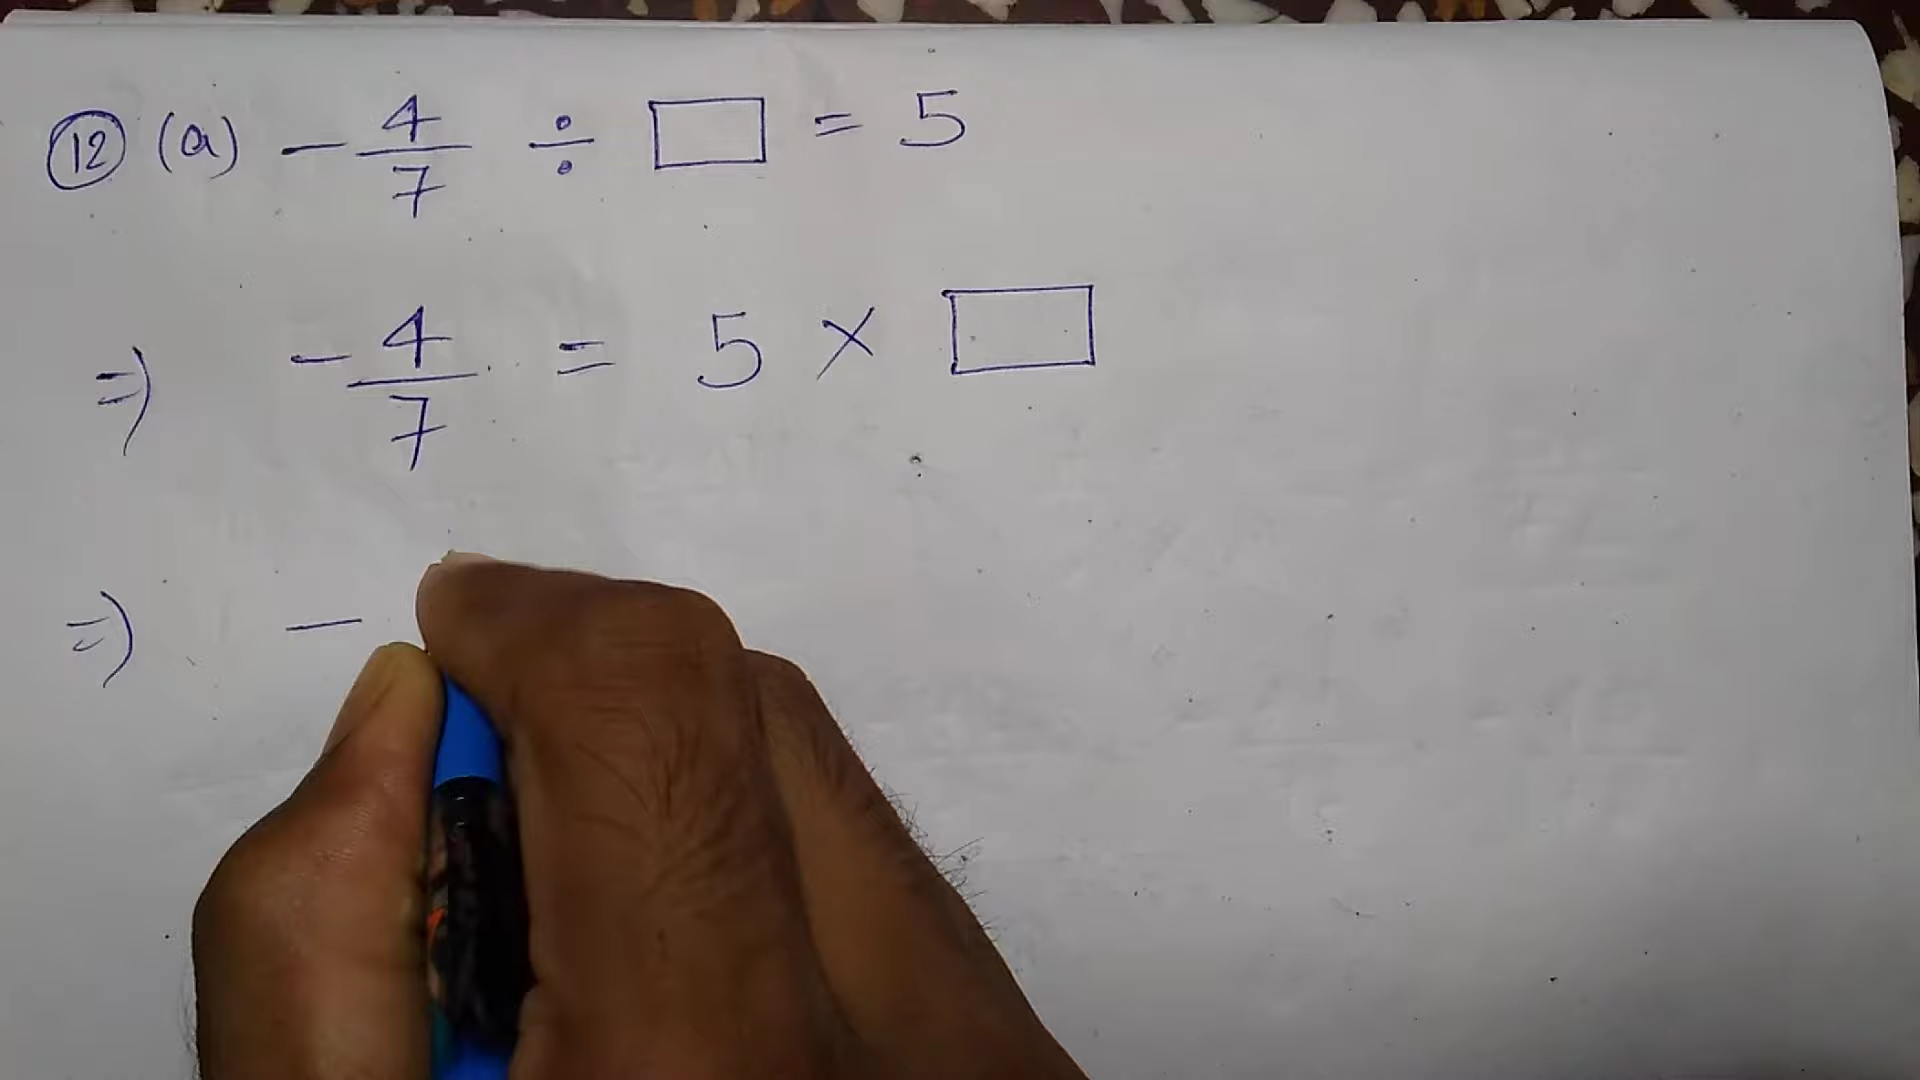 12 (a) - 4/7 ÷ □ = 5
=) - 4/7 = 5 × □
=) -